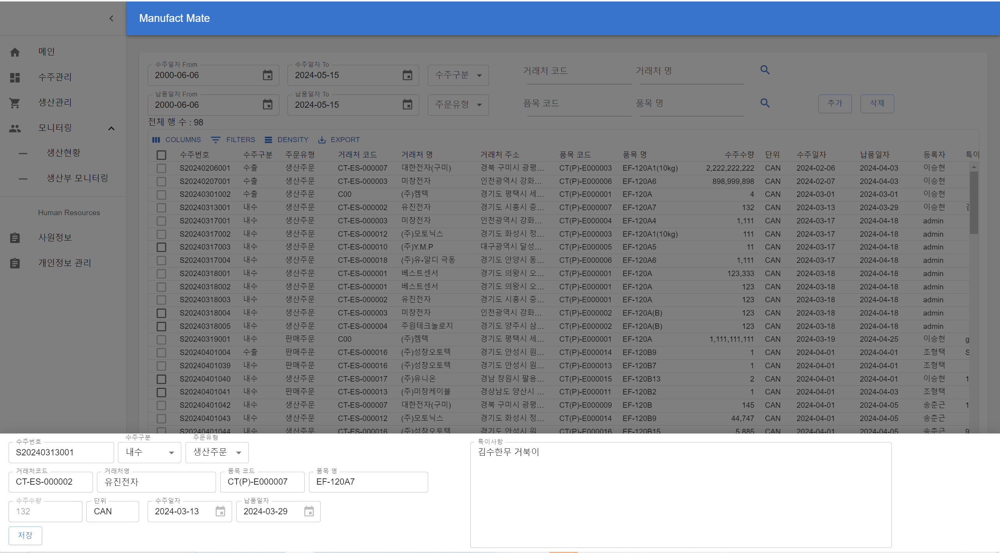 Manufact Mate
메인
수주관리
생산관리
모니터링
생산현황
생산부 모니터링
Human Resources
사원정보
개인정보 관리
수주일자 From 수주일자 To
2000-06-06 2024-05-15 수주구분 거래처 코드 거래처 명
납품일자 From 납품일자 To
2000-06-06 2024-05-15 주문유형 픔목 코드 품목 명 추가 삭제
전체 행 수 : 98
COLUMNS FILTERS DENSITY EXPORT
수주번호 수주구분 주문유형 거래처 코드 거래처 명 거래처 주소 품목 코드 품목 명 수주수량 단위 수주일자 납품일자 등록자 특이
S20240206001 수출 생산주문 CT-ES-000007 대한전자(구미) 경북 구미시 광평... CT(P)-E000003 EF-120A1(10kg) 2,222,222,222 CAN 2024-02-06 2024-04-03 이승현
S20240207001 수출 생산주문 CT-ES-000003 미창전자 인천광역시 강화... CT(P)-E000006 EF-120A6 898,999,898 CAN 2024-02-07 2024-04-03 이승현
S20240301002 수출 생산주문 C00 (주)켐텍 경기도 평택시 세... CT(P)-E000001 EF-120A 4 CAN 2024-03-01 2024-03-01 이승현
S20240313001 내수 생산주문 CT-ES-000002 유진전자 경기도 시흥시 중... CT(P)-E000007 EF-120A7 132 CAN 2024-03-13 2024-03-29 이승현
S20240317001 내수 생산주문 CT-ES-000003 미창전자 인천광역시 강화... CT(P)-E000004 EF-120A4 1,111 CAN 2024-03-17 2024-04-18 admin
S20240317002 내수 생산주문 CT-ES-000012 (주)모토닉스 경기도 화성시 정... CT(P)-E000003 EF-120A1(10kg) 111 CAN 2024-03-17 2024-04-18 admin
S20240317003 내수 생산주문 CT-ES-000010 (주)Y.M.P 대구광역시 달성... CT(P)-E000005 EF-120A5 11 CAN 2024-03-17 2024-04-18 admin
S20240317004 내수 생산주문 CT-ES-000018 (주)유-알디 극동 경기도 안양시 동... CT(P)-E000006 EF-120A6 1,111 CAN 2024-03-17 2024-04-18 admin
S20240318001 내수 생산주문 CT-ES-000001 베스트센서 경기도 의왕시 오... CT(P)-E000001 EF-120A 123,333 CAN 2024-03-18 2024-04-18 admin
S20240318002 내수 생산주문 CT-ES-000001 베스트센서 경기도 의왕시 오... CT(P)-E000001 EF-120A 123 CAN 2024-03-18 2024-04-18 admin
S20240318003 내수 생산주문 CT-ES-000002 유진전자 경기도 시흥시 중... CT(P)-E000001 EF-120A 123 CAN 2024-03-18 2024-04-18 admin
S20240318004 내수 생산주문 CT-ES-000003 미창전자 인천광역시 강화... CT(P)-E000002 EF-120A(B) 123 CAN 2024-03-18 2024-04-18 admin
S20240318005 내수 생산주문 CT-ES-000004 주원테크놀로지 경기도 양주시 삼... CT(P)-E000002 EF-120A(B) 123 CAN 2024-03-18 2024-04-18 admin
S20240319001 내수 판매주문 C00 (주)켐텍 경기도 평택시 세... CT(P)-E000001 EF-120A 1,111,111,111 CAN 2024-03-19 2024-04-25 이승현 g
S20240401004 수출 판매주문 CT-ES-000016 (주)성창오토텍 경기도 안성시 원... CT(P)-E000014 EF-120B9 1 CAN 2024-04-01 2024-04-01 조형택 S
S20240401039 내수 판매주문 CT-ES-000016 (주)성창오토텍 경기도 안성시 원... CT(P)-E000013 EF-120B7 1 CAN 2024-04-01 2024-04-01 조형택
S20240401040 내수 생산주문 CT-ES-000017 (주)유니온 경남 창원시 팔용... CT(P)-E000015 EF-120B13 2 CAN 2024-04-01 2024-04-01 이승현 1
S20240401041 내수 판매주문 CT-ES-000013 (주)미창케이블 경상남도 양산시 ... CT(P)-E000011 EF-120B2 1 CAN 2024-04-01 2024-04-03 조형택
S20240401042 내수 생산주문 CT-ES-000007 대한전자(구미) 경북 구미시 광평... CT(P)-E000009 EF-120B 145 CAN 2024-04-01 2024-04-05 송춘근 1
S20240401043 내수 생산주문 CT-ES-000012 (주)모토닉스 경기도 화성시 정... CT(P)-E000014 EF-120B9 44,747 CAN 2024-04-01 2024-04-05 송춘근
S20240401044 내수 생산주문 CT-ES-000016 (주)성창오토텍 경기도 안성시 원 CT(P)-E000016 EF-120B15 5,885 CAN 2024-04-01 2024-04-05 송춘근 9
수주번호 수주구분 주문유형
S20240313001 내수 생산주문
거래처코드 거래처명 품목 코드 품목 명
CT-ES-000002 유진전자 CT(P)-E000007 EF-120A7
수주수량 단위 수주일자 납품일자
132 CAN 2024-03-13 2024-03-29
저장
특이사항
김수한무 거북이